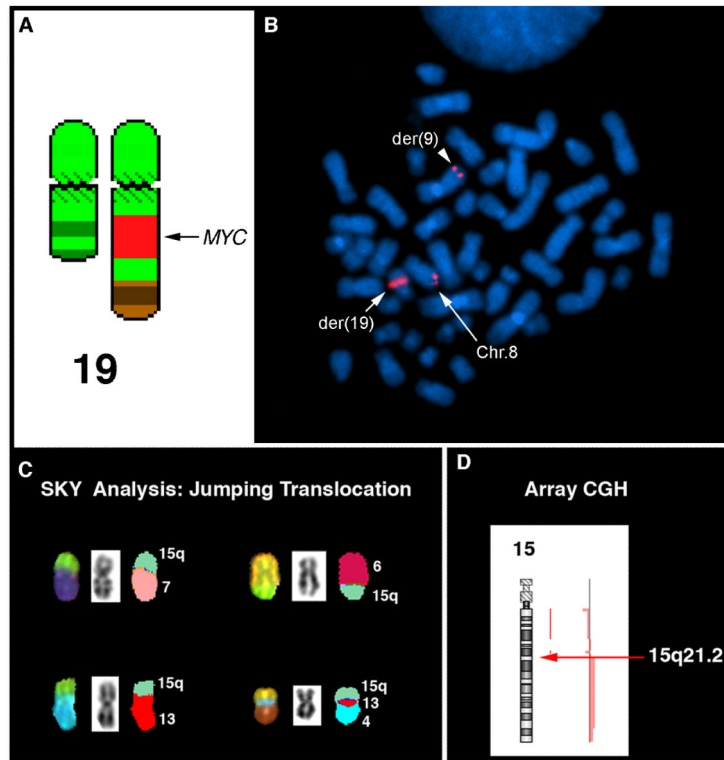 A
MYC
19
B
der(9)
der(19)
Chr.8
C
SKY Analysis: Jumping Translocation
15q
7
6
15q
15q
13
15q
13
4
D
Array CGH
15
15q21.2